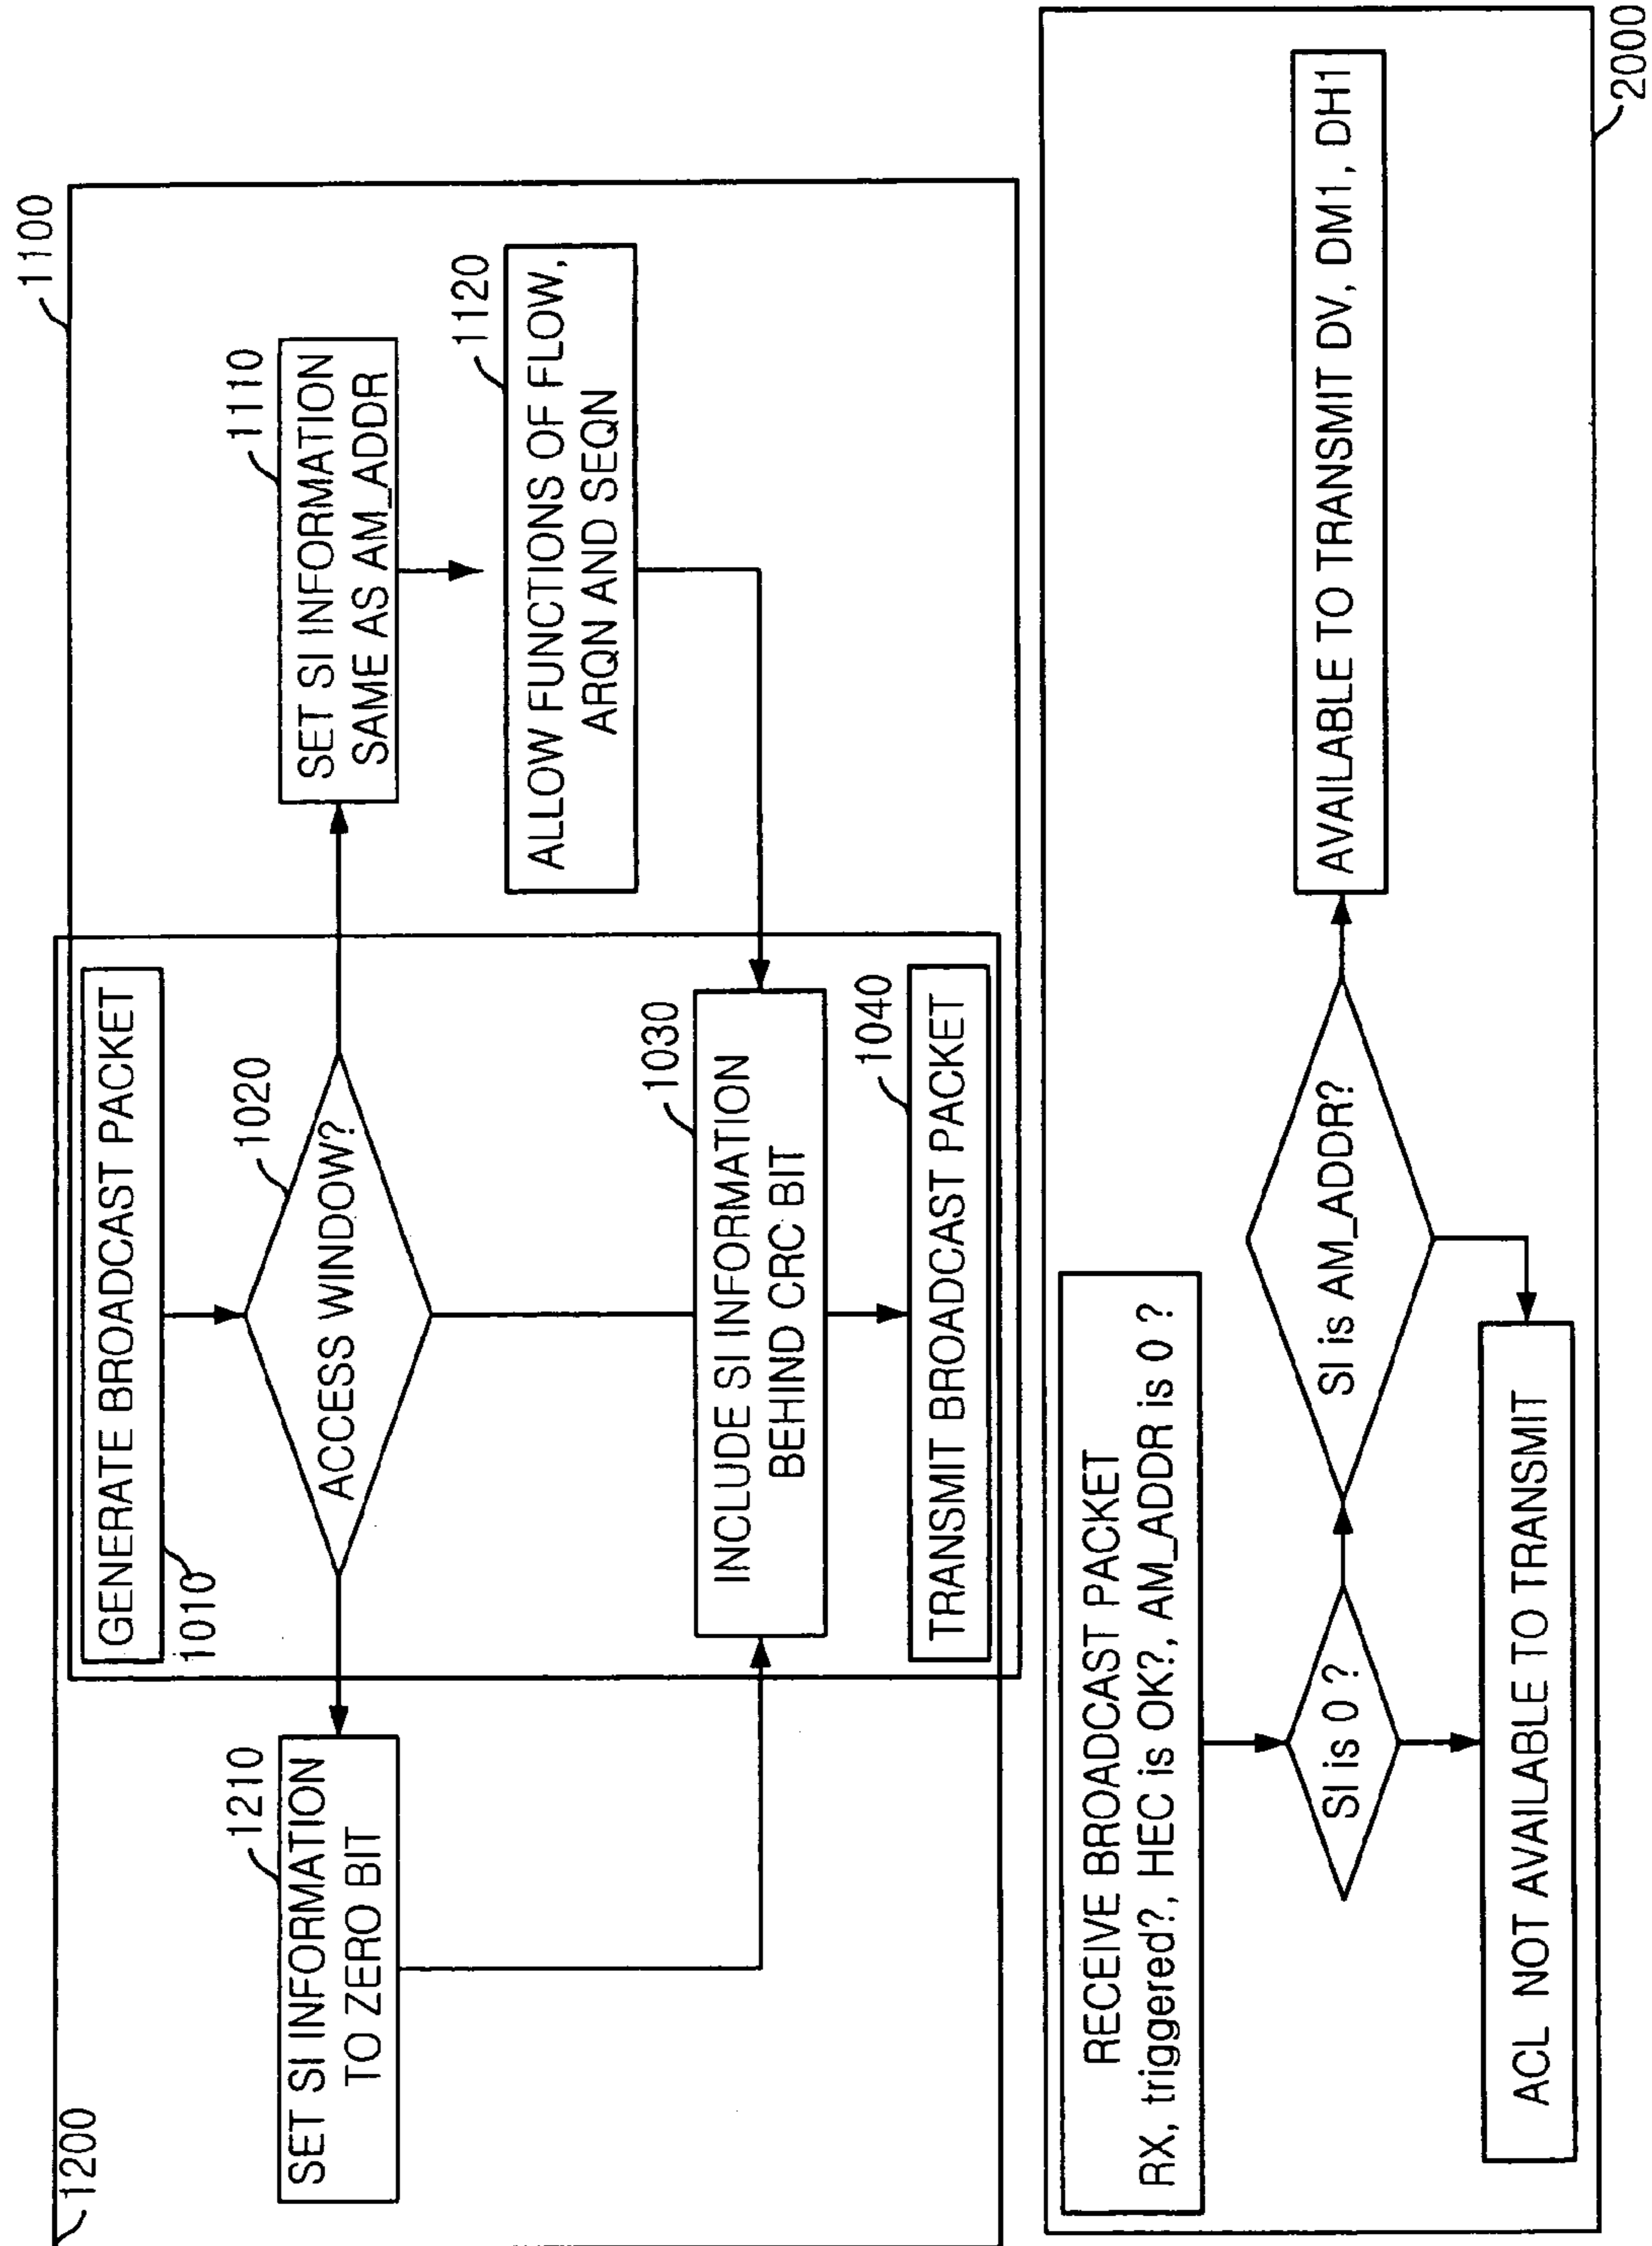 1200
1100
GENERATE BROADCAST PACKET
1010
1020
ACCESS WINDOW?
1210
SET SI INFORMATION
TO ZERO BIT
1110
SET SI INFORMATION
SAME AS AM_ADDR
1120
ALLOW FUNCTIONS OF FLOW,
ARQN AND SEQN
1030
INCLUDE SI INFORMATION
BEHIND CRC BIT
1040
TRANSMIT BROADCAST PACKET
RECEIVE BROADCAST PACKET
RX, triggered?, HEC is OK?, AM_ADDR is 0 ?
SI is 0 ?
SI is AM_ADDR?
AVAILABLE TO TRANSMIT DV, DM1, DH1
ACL NOT AVAILABLE TO TRANSMIT
2000